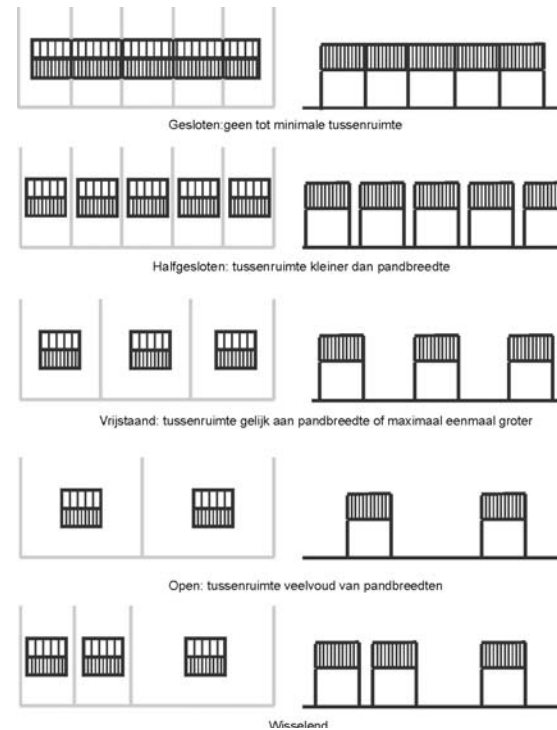 Gesloten:geen tot minimale tussenruimte
Halfgesloten: tussenruimte kleiner dan pandbreedte
Vrijstaand: tussenruimte gelijk aan pandbreedte of maximaal eenmaal groter
Open: tussenruimte veelvoud van pandbreedten
Wisselend